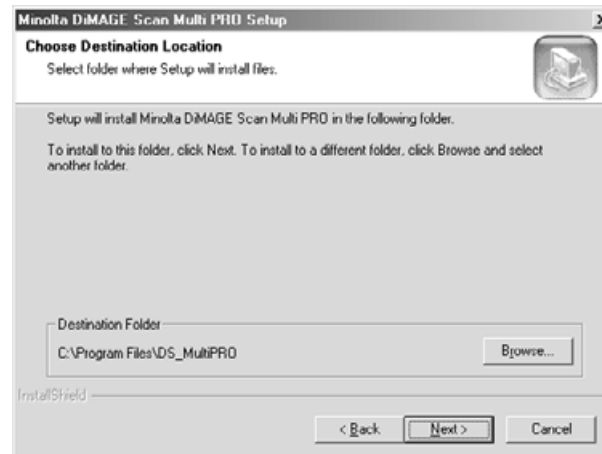 Minolta DiMAGE Scan Multi PRO Setup
Choose Destination Location
Select folder where Setup will install files.
Setup will install Minolta DiMAGE Scan Multi PRO in the following folder.
To install to this folder, click Next. To install to a different folder, click Browse and select
another folder.
Destination Folder
C:\Program Files\DS_MultiPRO
Browse...
InstallShield
< Back
Next >
Cancel